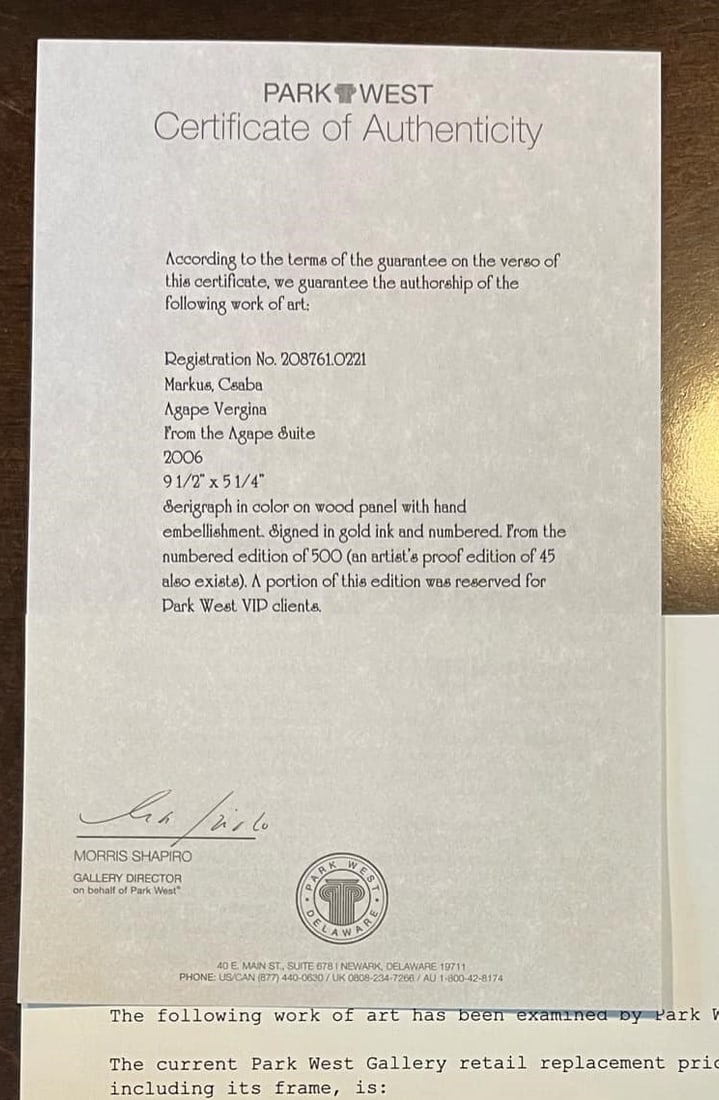 PARK WEST
Certificate of Authenticity
According to the terms of the guarantee on the verso of
this certificate, we guarantee the authorship of the
following work of art:
Registration No. 208761.0221
Markus, Csaba
Agape Vergina
From the Agape Suite
2006
9 1/2" x 5 1/4"
Serigraph in color on wood panel with hand
embellishment. Signed in gold ink and numbered. From the
numbered edition of 500 (an artist's proof edition of 45
also exists). A portion of this edition was reserved for
Park West VIP clients.
MORRIS SHAPIRO
GALLERY DIRECTOR
on behalf of Park West®
PARK WEST
DELAWARE
40 E. MAIN ST., SUITE 678 | NEWARK, DELAWARE 19711
PHONE: US/CAN (877) 440-0630 / UK 0808-234-7266 / AU 1-800-42-8174
The following work of art has been examined by Park W
The current Park West Gallery retail replacement pric
including its frame, is: